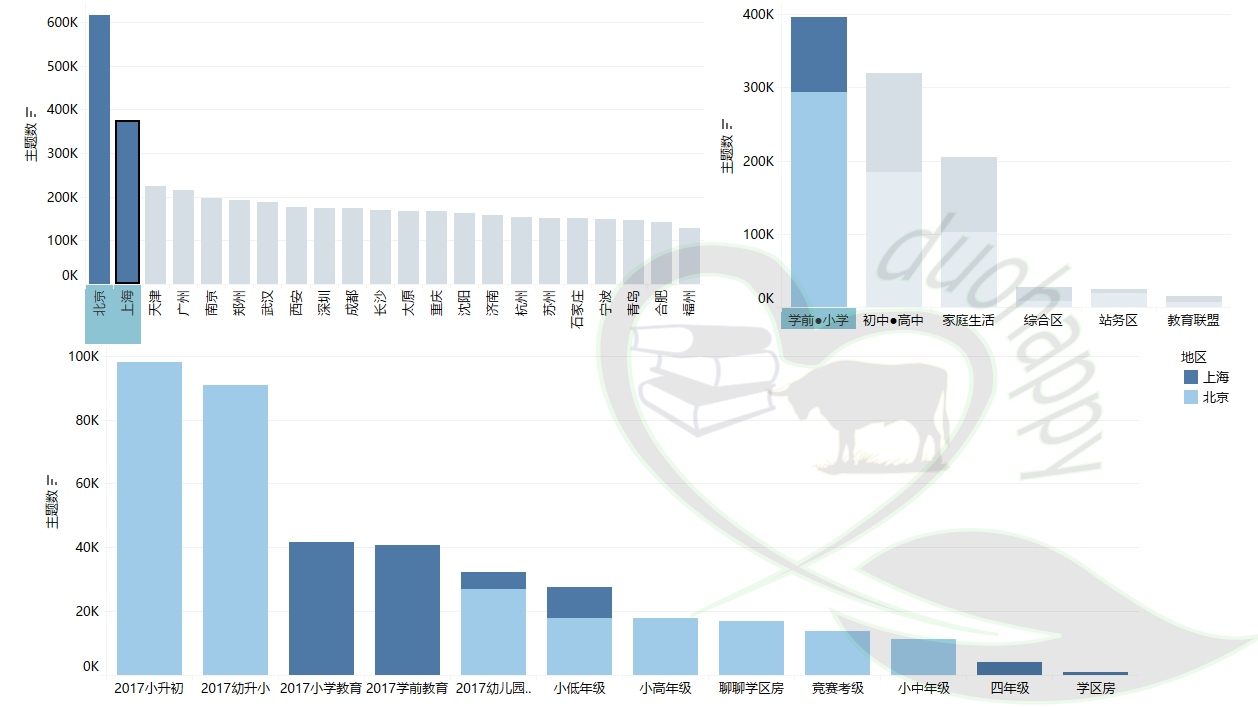 600K
500K
400K
300K
200K
100K
0K
主题数
北京
上海
天津
广州
南京
郑州
武汉
西安
深圳
成都
长沙
太原
重庆
沈阳
济南
杭州
苏州
石家庄
宁波
青岛
合肥
福州
400K
300K
200K
100K
0K
主题数
学前●小学 初中●高中 家庭生活 综合区 站务区 教育联盟
duohappy
地区
上海
北京
100K
80K
60K
40K
20K
0K
主题数
2017小升初 2017幼升小 2017小学教育 2017学前教育 2017幼儿园.. 小低年级 小高年级 聊聊学区房 竞赛考级 小中年级 四年级 学区房